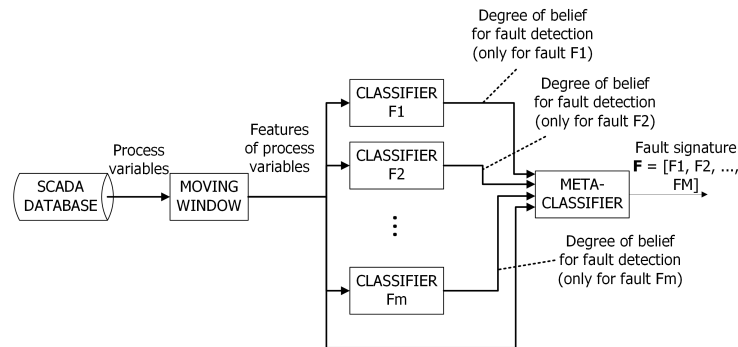 SCADA
DATABASE
Process
variables
MOVING
WINDOW
Features
of process
variables
CLASSIFIER
F1
CLASSIFIER
F2
CLASSIFIER
Fm
Degree of belief
for fault detection
(only for fault F1)
Degree of belief
for fault detection
(only for fault F2)
Degree of belief
for fault detection
(only for fault Fm)
META-
CLASSIFIER
Fault signature
F = [F1, F2, ...,
FM]